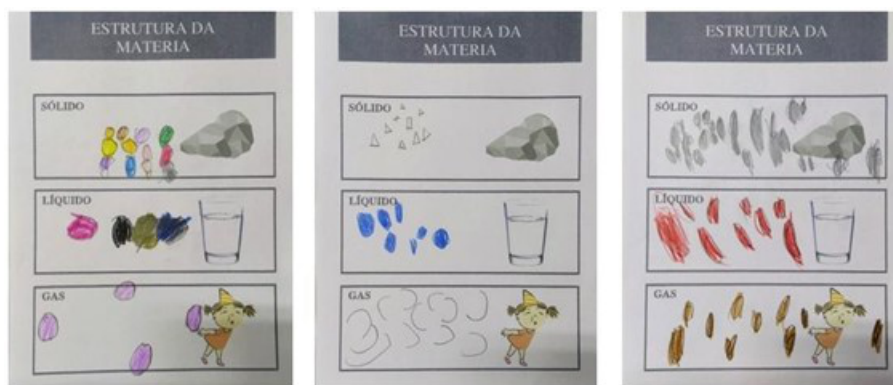 ESTRUTURA DA
MATERIA
SÓLIDO
LÍQUIDO
GAS
ESTRUTURA DA
MATERIA
SÓLIDO
LÍQUIDO
GAS
ESTRUTURA DA
MATERIA
SÓLIDO
LÍQUIDO
GAS